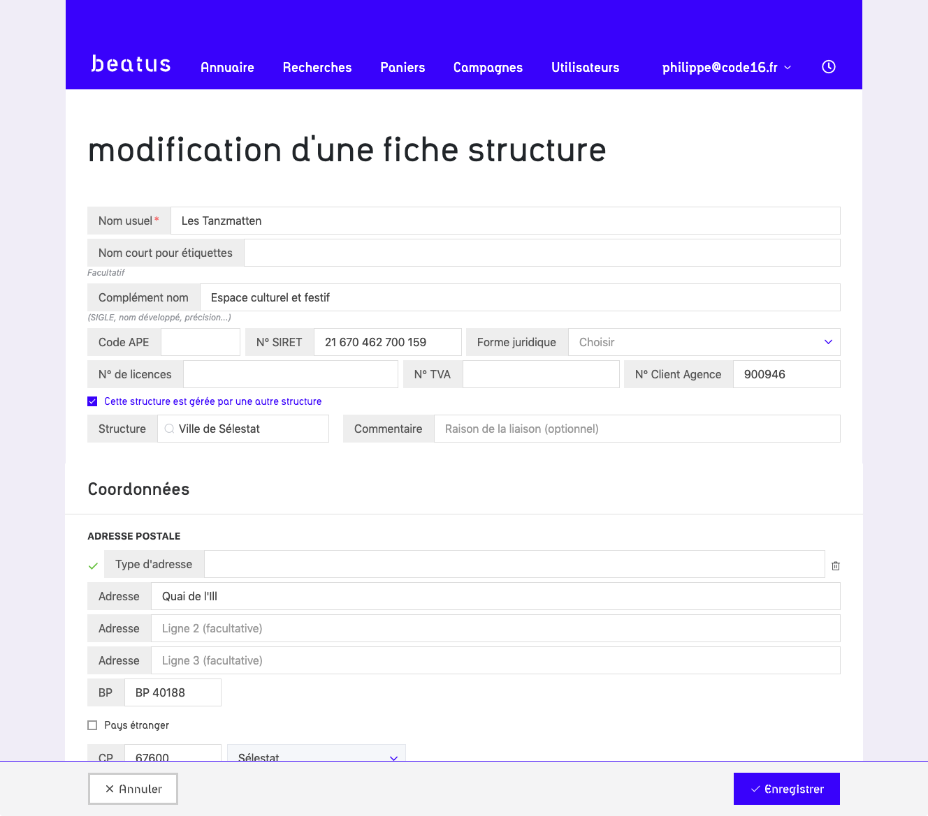 beatus Annuaire Recherches Paniers Campagnes Utilisateurs philippe@code16.fr
modification d'une fiche structure
Nom usuel* Les Tanzmatten
Nom court pour étiquettes
Facultatif
Complément nom Espace culturel et festif
(SIGLE, nom développé, précision...)
Code APE N° SIRET 21 670 462 700 159 Forme juridique Choisir
N° de licences N° TVA N° Client Agence 900946
Cette structure est gérée par une autre structure
Structure Ville de Sélestat Commentaire Raison de la liaison (optionnel)
Coordonnées
ADRESSE POSTALE
Type d'adresse
Adresse Quai de l'Ill
Adresse Ligne 2 (facultative)
Adresse Ligne 3 (facultative)
BP BP 40188
Pays étranger
CP 67600 Sélestat
Annuler Enregistrer